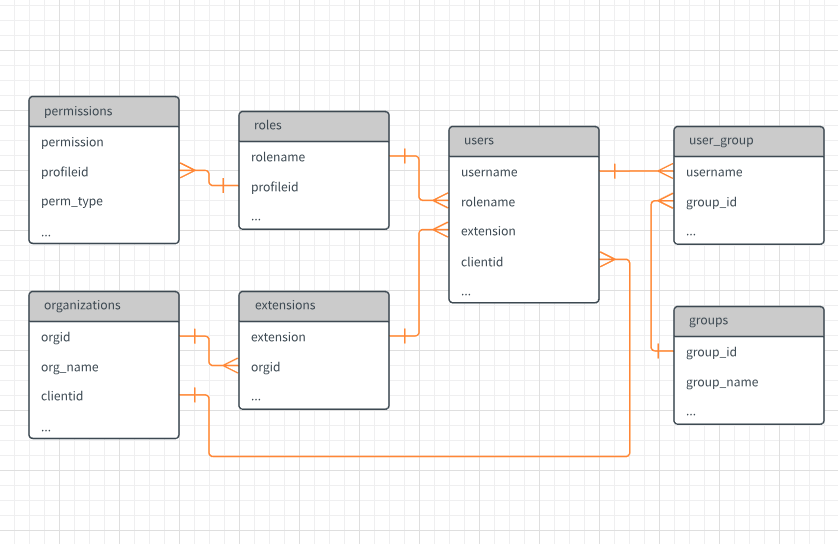 permissions
permission
profileid
perm_type
...
roles
rolename
profileid
...
users
username
rolename
extension
clientid
...
user_group
username
group_id
...
organizations
orgid
org_name
clientid
...
extensions
extension
orgid
...
groups
group_id
group_name
...